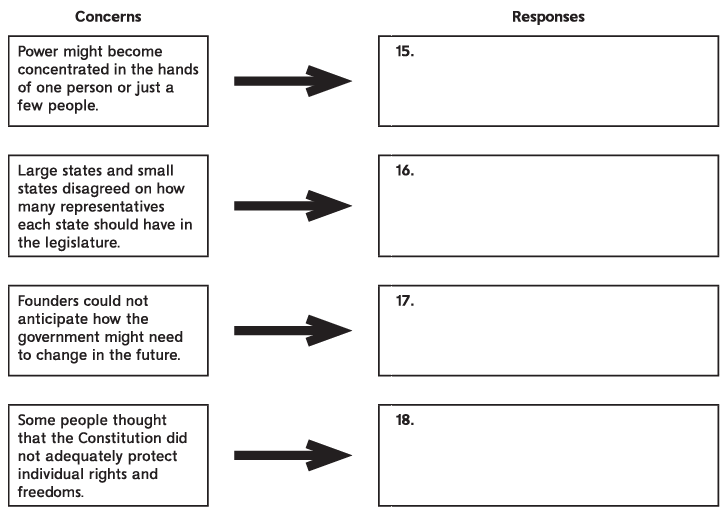 Concerns
Responses
Power might become
concentrated in the hands
of one person or just a
few people.
15.
Large states and small
states disagreed on how
many representatives
each state should have in
the legislature.
16.
Founders could not
anticipate how the
government might need
to change in the future.
17.
Some people thought
that the Constitution did
not adequately protect
individual rights and
freedoms.
18.